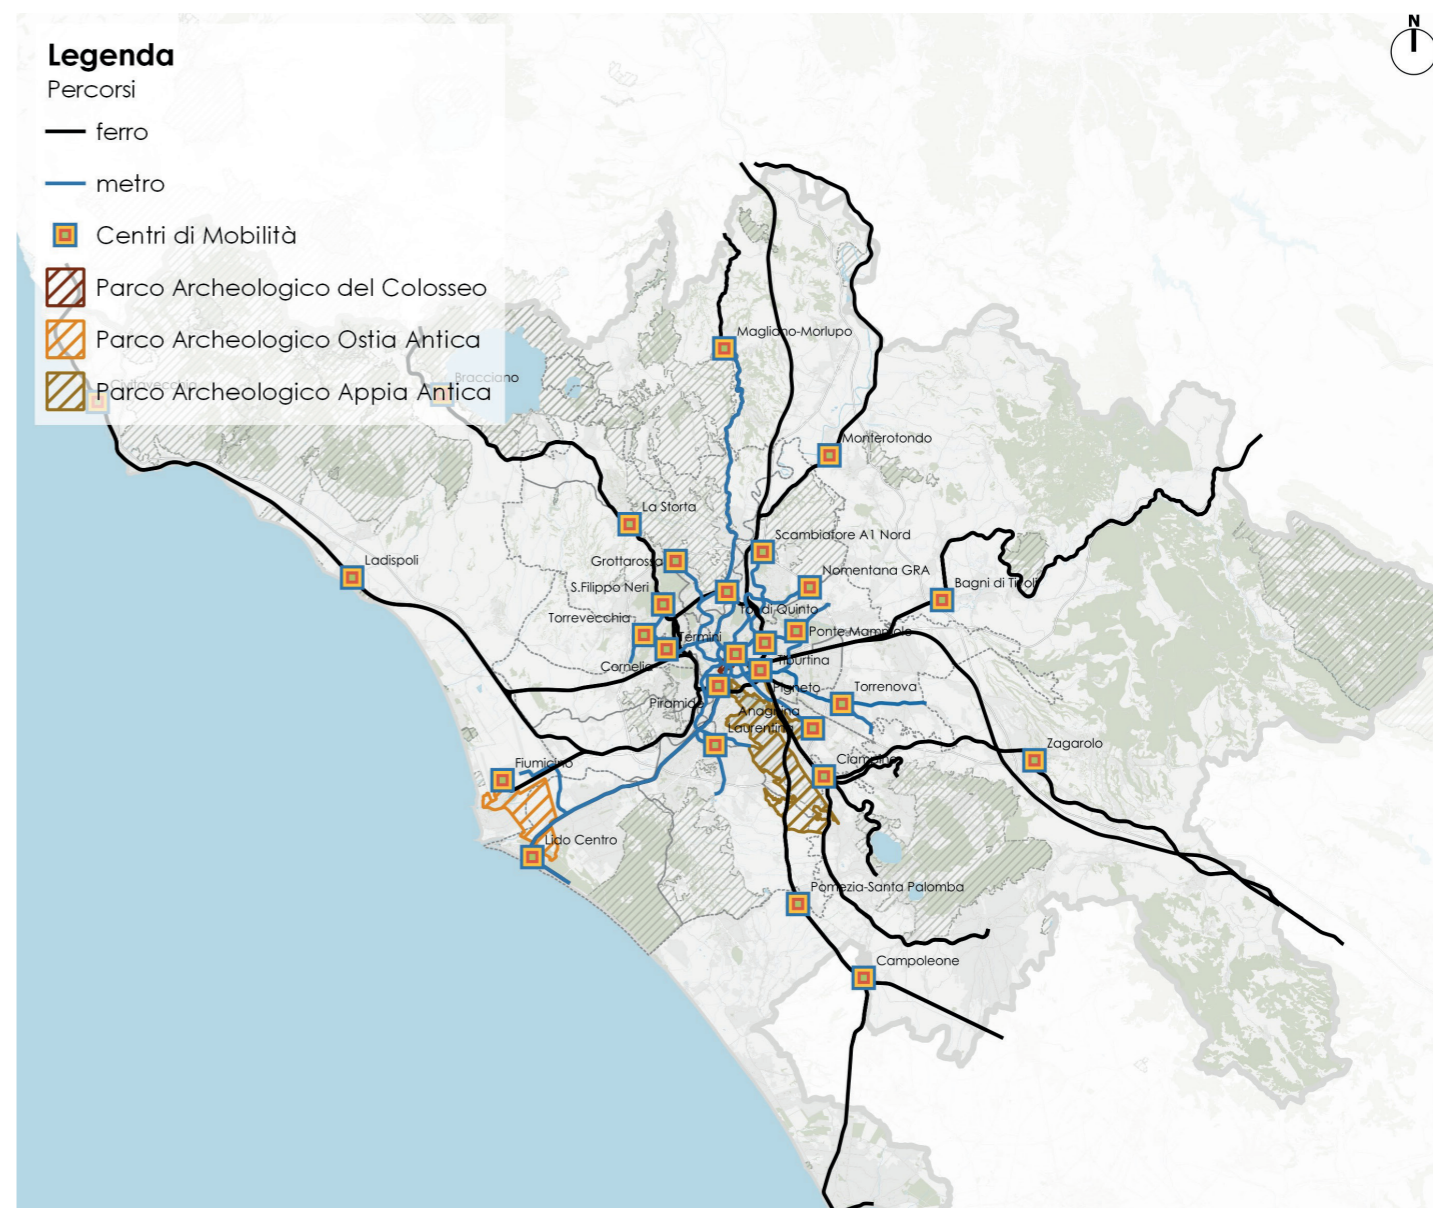 N
Legenda
Percorsi
ferro
metro
Centri di Mobilità
Parco Archeologico del Colosseo
Parco Archeologico Ostia Antica
Parco Archeologico Appia Antica
Civitavecchia
Bracciano
Magliano-Morlupo
Monterotondo
La Storta
Scambiatore A1 Nord
Grottarossa
Ladispoli
Nomentana GRA
S.Filippo Neri
Bagni di Tivoli
Tor di Quinto
Torrevecchia
Ponte Mammolo
Termini
Cornelia
Tiburtina
Pigneto
Torrenova
Piramide
Anagnina
Laurentina
Zagarolo
Ciampino
Fiumicino
Lido Centro
Pomezia-Santa Palomba
Campoleone